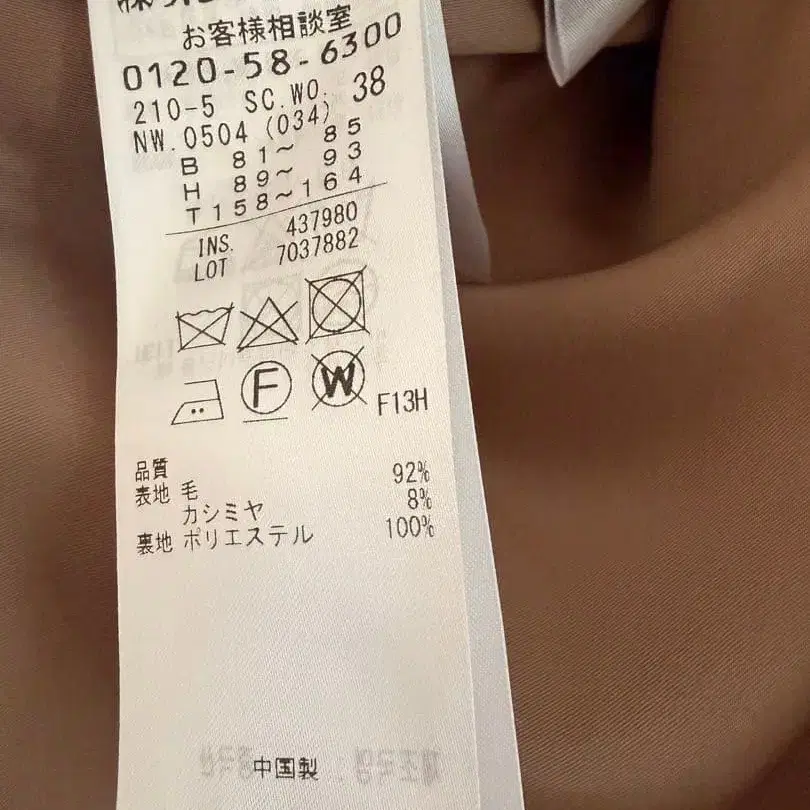 お客様相談室
0120-58-6300
210-5 SC.WO. 38
NW.0504 (034)
B 81~ 85
H 89~ 93
T158~164
INS. 437980
LOT 7037882
F W F13H
品質
表地 毛 92%
カシミヤ 8%
裏地 ポリエステル 100%
中国製